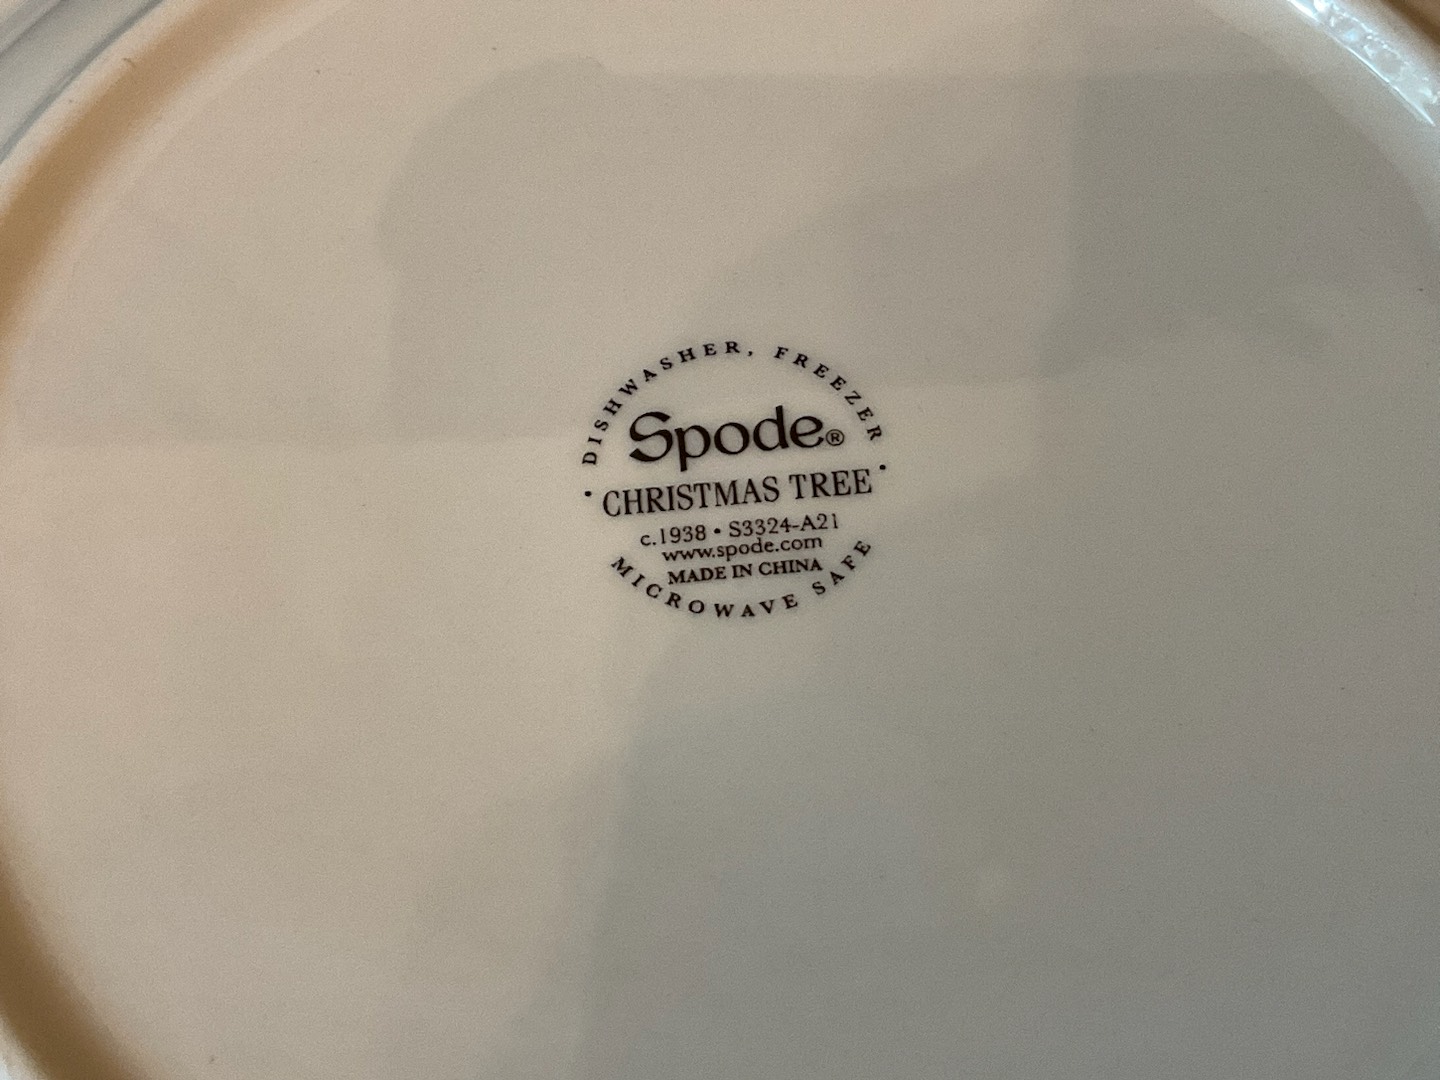 DISHWASHER, FREEZER
Spode®
· CHRISTMAS TREE ·
c.1938 • S3324-A21
www.spode.com
MADE IN CHINA
MICROWAVE SAFE